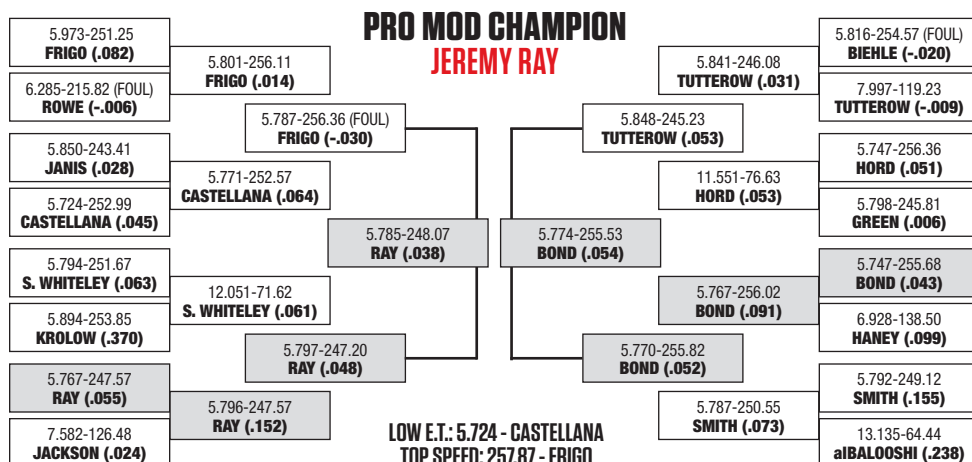 PRO MOD CHAMPION
JEREMY RAY
5.973-251.25
FRIGO (.082)
6.285-215.82 (FOUL)
ROWE (-.006)
5.850-243.41
JANIS (.028)
5.724-252.99
CASTELLANA (.045)
5.794-251.67
S. WHITELEY (.063)
5.894-253.85
KROLOW (.370)
5.767-247.57
RAY (.055)
7.582-126.48
JACKSON (.024)
5.801-256.11
FRIGO (.014)
5.771-252.57
CASTELLANA (.064)
12.051-71.62
S. WHITELEY (.061)
5.796-247.57
RAY (.152)
5.787-256.36 (FOUL)
FRIGO (-.030)
5.797-247.20
RAY (.048)
5.785-248.07
RAY (.038)
5.774-255.53
BOND (.054)
5.848-245.23
TUTTEROW (.053)
5.770-255.82
BOND (.052)
5.841-246.08
TUTTEROW (.031)
11.551-76.63
HORD (.053)
5.767-256.02
BOND (.091)
5.787-250.55
SMITH (.073)
5.816-254.57 (FOUL)
BIEHLE (-.020)
7.997-119.23
TUTTEROW (-.009)
5.747-256.36
HORD (.051)
5.798-245.81
GREEN (.006)
5.747-255.68
BOND (.043)
6.928-138.50
HANEY (.099)
5.792-249.12
SMITH (.155)
13.135-64.44
alBALOOSHI (.238)
LOW E.T.: 5.724 - CASTELLANA
TOP SPEED: 257.87 - FRIGO